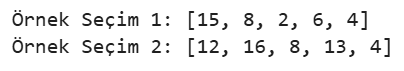 Örnek Seçim 1: [15, 8, 2, 6, 4]
Örnek Seçim 2: [12, 16, 8, 13, 4]